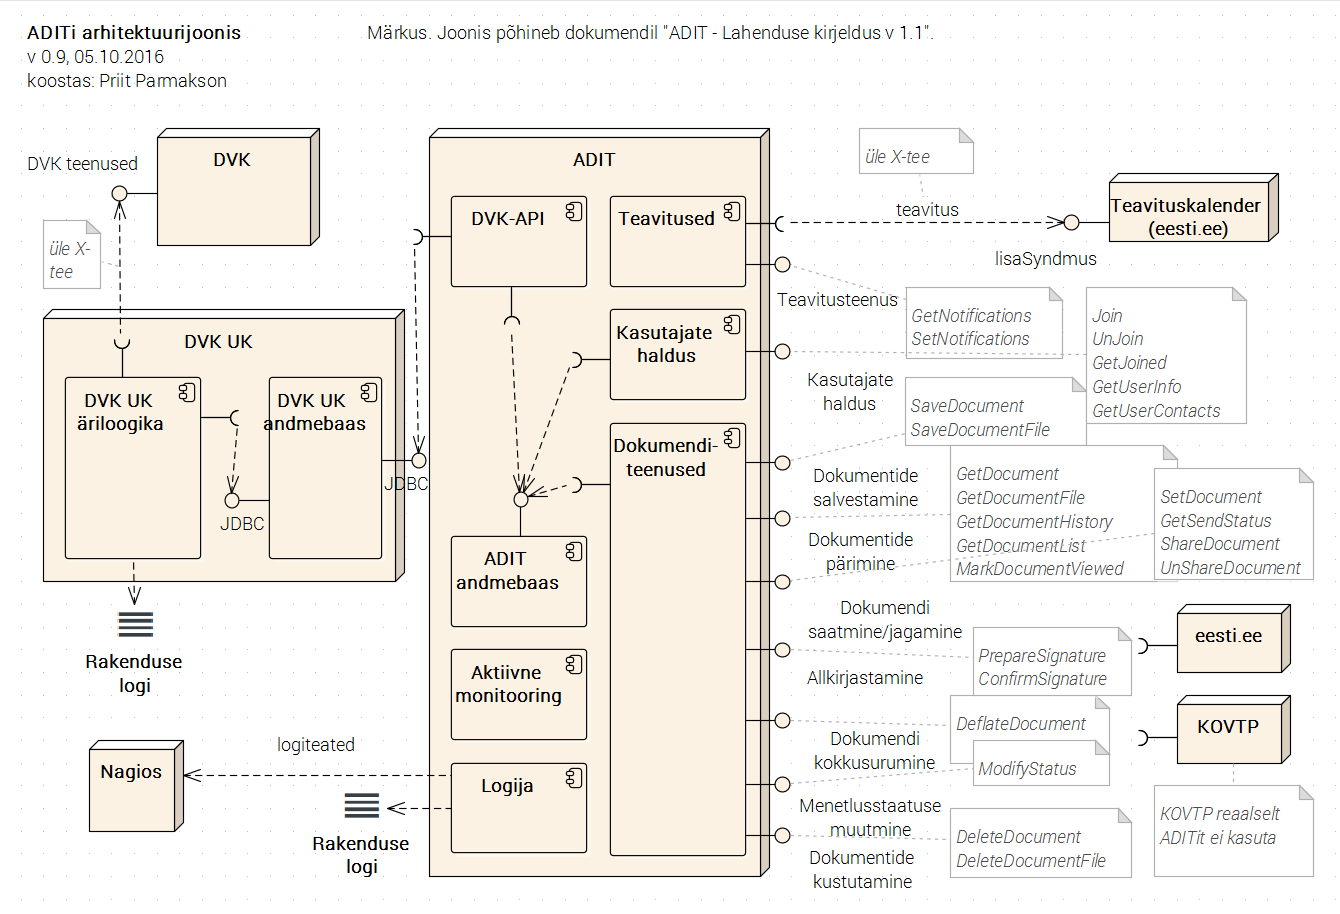 ADITi arhitektuurijoonis
v 0.9, 05.10.2016
koostas: Priit Parmakson
Märkus. Joonis põhineb dokumendil "ADIT - Lahenduse kirjeldus v 1.1".
DVK teenused
DVK
üle X-
tee
DVK UK
DVK UK
äriloogika
DVK UK
andmebaas
JDBC
JDBC
Rakenduse
logi
Nagios
logiteated
Rakenduse
logi
ADIT
DVK-API
Teavitused
Kasutajate
haldus
Dokumendi-
teenused
ADIT
andmebaas
Aktiivne
monitooring
Logija
üle X-tee
teavitus
Teavituskalender
(eesti.ee)
lisaSyndmus
Teavitusteenus
GetNotifications
SetNotifications
Join
UnJoin
GetJoined
GetUserInfo
GetUserContacts
Kasutajate
haldus
SaveDocument
SaveDocumentFile
Dokumentide
salvestamine
GetDocument
GetDocumentFile
GetDocumentHistory
GetDocumentList
MarkDocumentViewed
SetDocument
GetSendStatus
ShareDocument
UnShareDocument
Dokumentide
pärimine
Dokumendi
saatmine/jagamine
PrepareSignature
ConfirmSignature
eesti.ee
Allkirjastamine
DeflateDocument
KOVTP
Dokumendi
kokkusurumine
ModifyStatus
Menetlusstaatuse
muutmine
KOVTP reaalselt
ADITit ei kasuta
DeleteDocument
DeleteDocumentFile
Dokumentide
kustutamine